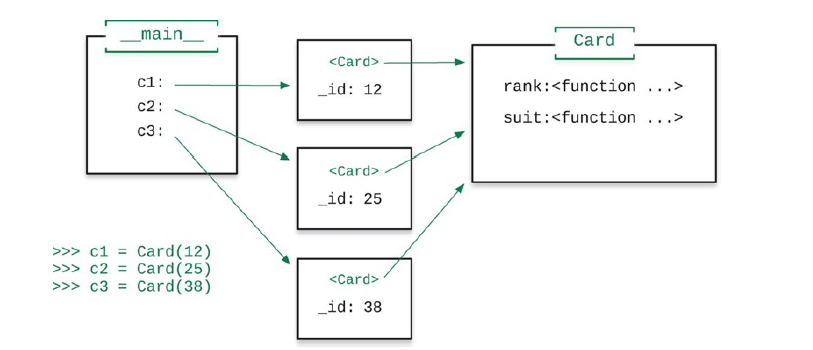 __main__
c1:
c2:
c3:
<Card>
_id: 12
<Card>
_id: 25
<Card>
_id: 38
Card
rank:<function ...>
suit:<function ...>
>>> c1 = Card(12)
>>> c2 = Card(25)
>>> c3 = Card(38)